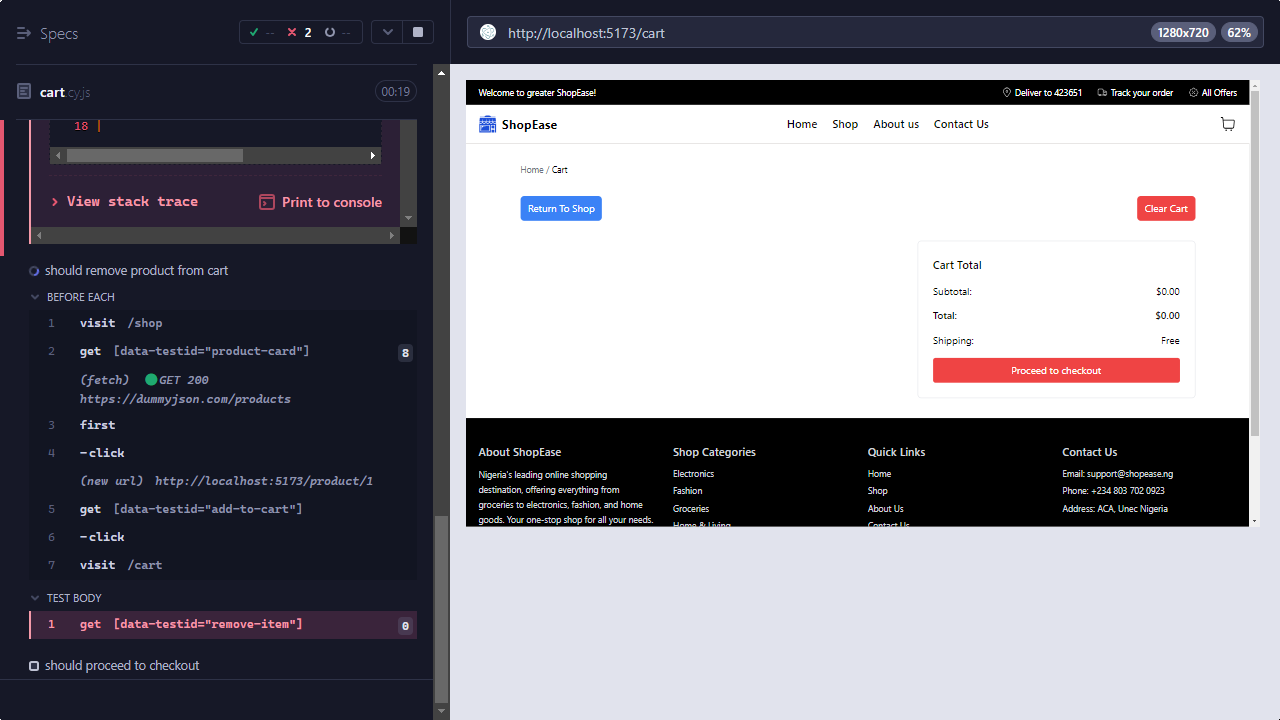 Specs
-- 2 --
cart.cy.js
00:19
18
View stack trace
Print to console
should remove product from cart
BEFORE EACH
1 visit /shop
2 get [data-testid="product-card"] 8
(fetch) GET 200
https://dummyjson.com/products
3 first
4 -click
(new url) http://localhost:5173/product/1
5 get [data-testid="add-to-cart"]
6 -click
7 visit /cart
TEST BODY
1 get [data-testid="remove-item"] 0
should proceed to checkout
http://localhost:5173/cart
1280x720
62%
Welcome to greater ShopEase!
Deliver to 423651
Track your order
All Offers
ShopEase
Home
Shop
About us
Contact Us
Home / Cart
Return To Shop
Clear Cart
Cart Total
Subtotal: $0.00
Total: $0.00
Shipping: Free
Proceed to checkout
About ShopEase
Nigeria's leading online shopping
destination, offering everything from
groceries to electronics, fashion, and home
goods. Your one-stop shop for all your needs.
Shop Categories
Electronics
Fashion
Groceries
Home & Living
Quick Links
Home
Shop
About Us
Contact Us
Contact Us
Email: support@shopease.ng
Phone: +234 803 702 0923
Address: ACA, Unec Nigeria